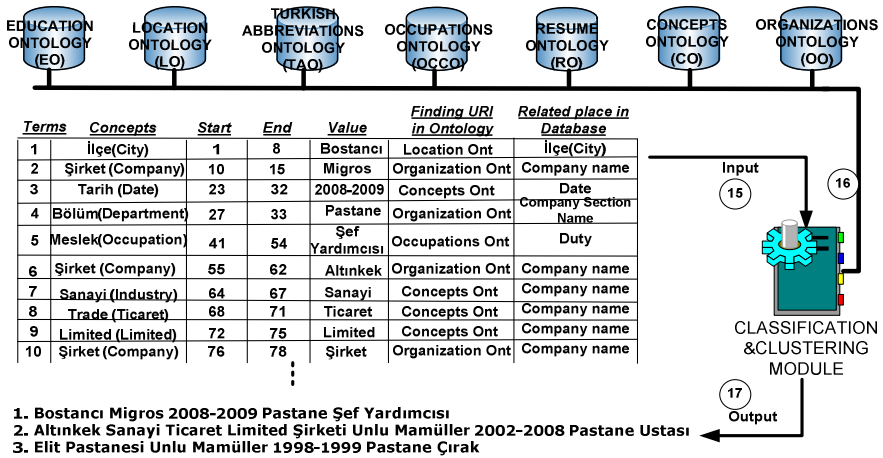 EDUCATION ONTOLOGY (EO)
LOCATION ONTOLOGY (LO)
TURKISH ABBREVIATIONS ONTOLOGY (TAO)
OCCUPATIONS ONTOLOGY (OCCO)
RESUME ONTOLOGY (RO)
CONCEPTS ONTOLOGY (CO)
ORGANIZATIONS ONTOLOGY (OO)
Terms Concepts Start End Value Finding URI in Ontology Related place in Database
1 İlçe(City) 1 8 Bostancı Location Ont İlçe(City)
2 Şirket (Company) 10 15 Migros Organization Ont Company name
3 Tarih (Date) 23 32 2008-2009 Concepts Ont Date
4 Bölüm(Department) 27 33 Pastane Organization Ont Company Section Name
5 Meslek(Occupation) 41 54 Şef Yardımcısı Occupations Ont Duty
6 Şirket (Company) 55 62 Altınkek Organization Ont Company name
7 Sanayi (Industry) 64 67 Sanayi Concepts Ont Company name
8 Trade (Ticaret) 68 71 Ticaret Concepts Ont Company name
9 Limited (Limited) 72 75 Limited Concepts Ont Company name
10 Şirket (Company) 76 78 Şirket Organization Ont Company name
Input
15
16
CLASSIFICATION
&CLUSTERING
MODULE
17
Output
1. Bostancı Migros 2008-2009 Pastane Şef Yardımcısı
2. Altınkek Sanayi Ticaret Limited Şirketi Unlu Mamüller 2002-2008 Pastane Ustası
3. Elit Pastanesi Unlu Mamüller 1998-1999 Pastane Çırak